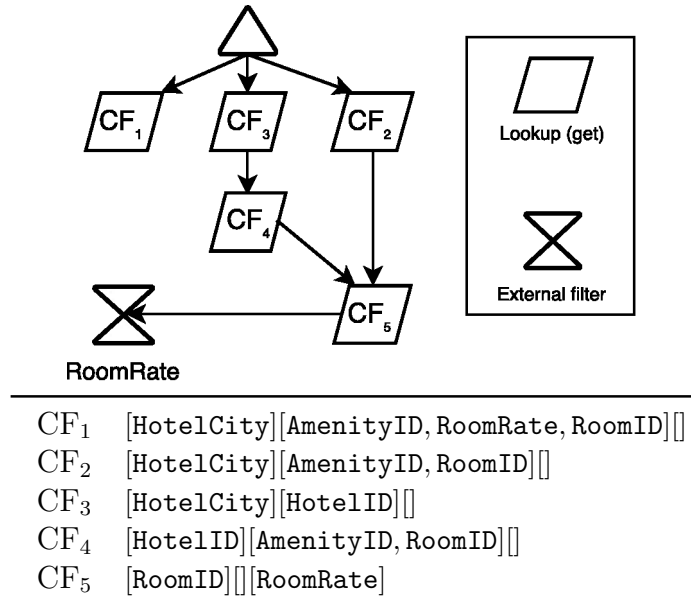 CF₁ CF₃ CF₂
Lookup (get)
CF₄
External filter
CF₅
RoomRate
CF₁ [HotelCity][AmenityID, RoomRate, RoomID][]
CF₂ [HotelCity][AmenityID, RoomID][]
CF₃ [HotelCity][HotelID][]
CF₄ [HotelID][AmenityID, RoomID][]
CF₅ [RoomID][][RoomRate]